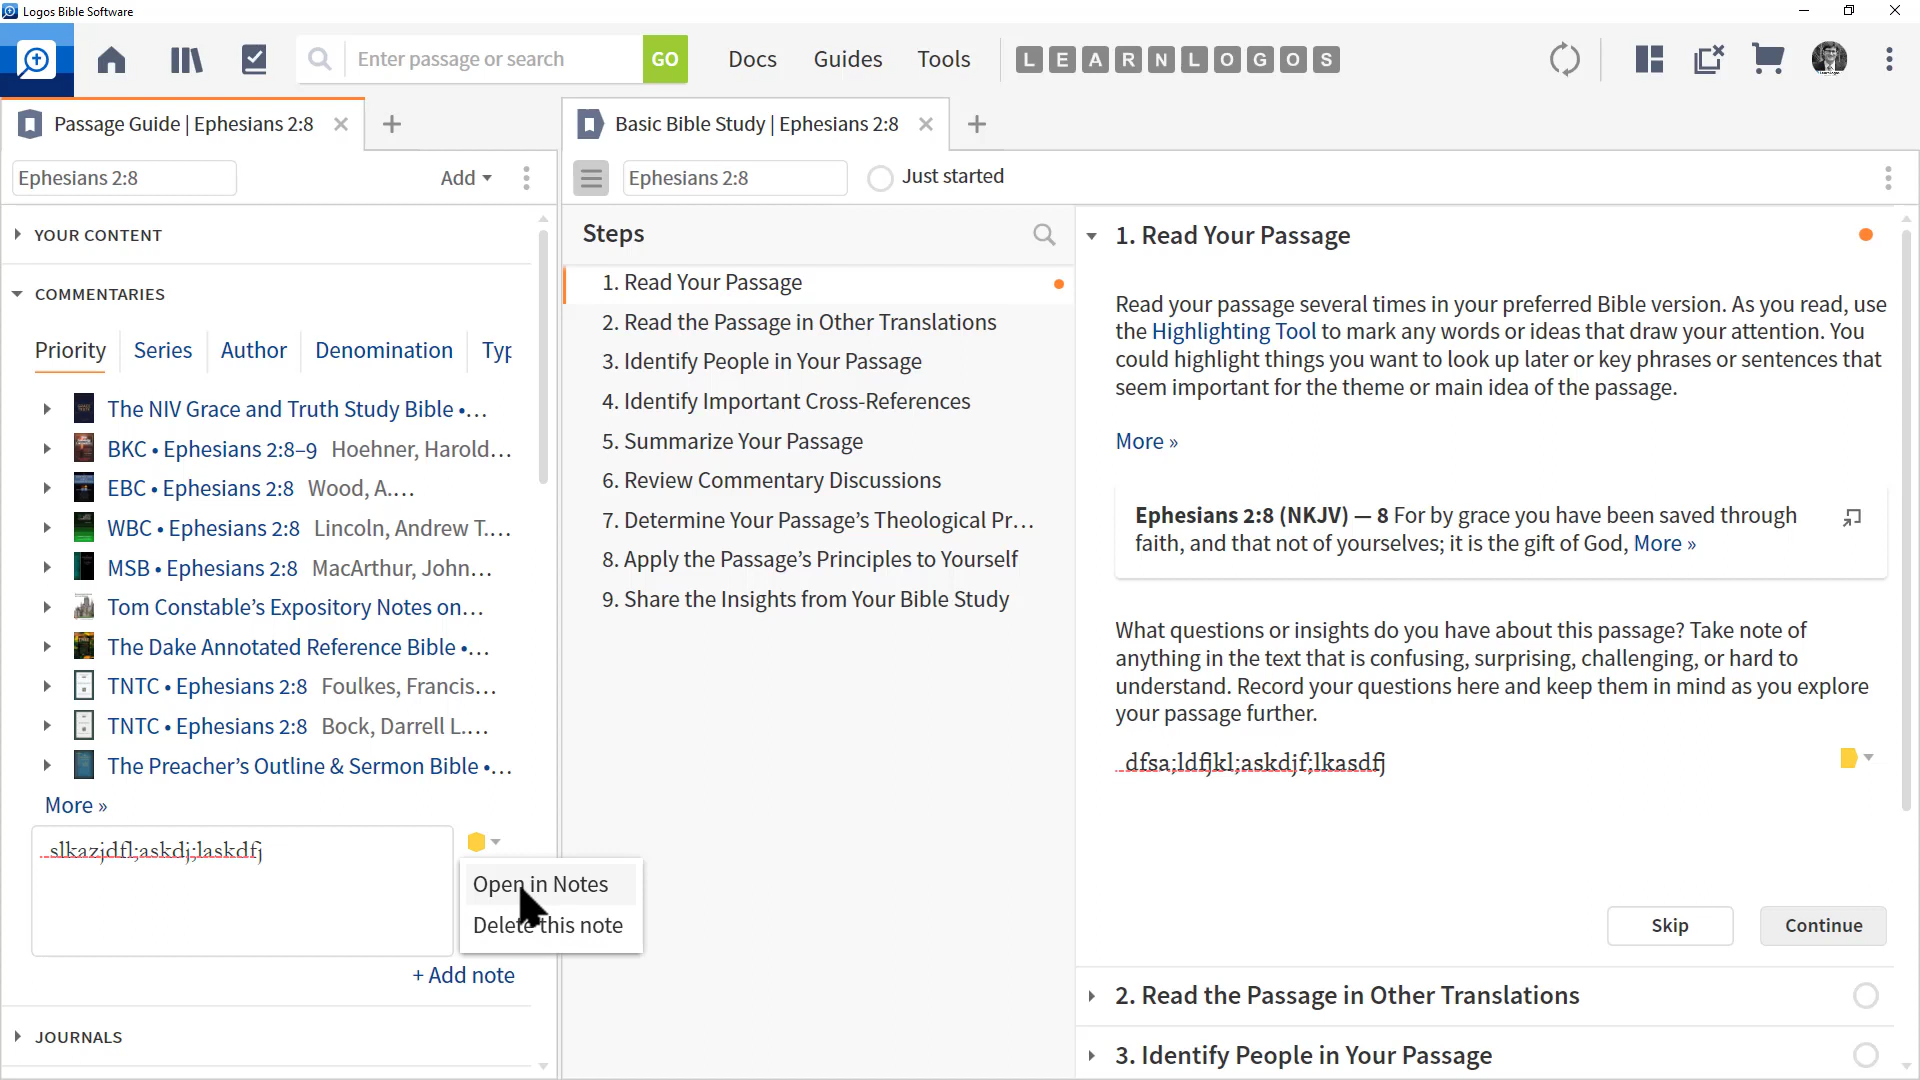 Logos Bible Software
Enter passage or search
GO
Docs
Guides
Tools
L E A R N L O G O S
Passage Guide | Ephesians 2:8
Basic Bible Study | Ephesians 2:8
Ephesians 2:8
Add
Ephesians 2:8
Just started
YOUR CONTENT
COMMENTARIES
Priority
Series
Author
Denomination
Typ
The NIV Grace and Truth Study Bible •…
BKC • Ephesians 2:8–9 Hoehner, Harold…
EBC • Ephesians 2:8 Wood, A.…
WBC • Ephesians 2:8 Lincoln, Andrew T.…
MSB • Ephesians 2:8 MacArthur, John…
Tom Constable’s Expository Notes on…
The Dake Annotated Reference Bible •…
TNTC • Ephesians 2:8 Foulkes, Francis…
TNTC • Ephesians 2:8 Bock, Darrell L.…
The Preacher’s Outline & Sermon Bible •…
More »
slkazjdfl;askdj;laskdfj
Open in Notes
Delete this note
+ Add note
JOURNALS
Steps
1. Read Your Passage
2. Read the Passage in Other Translations
3. Identify People in Your Passage
4. Identify Important Cross-References
5. Summarize Your Passage
6. Review Commentary Discussions
7. Determine Your Passage’s Theological Pr…
8. Apply the Passage’s Principles to Yourself
9. Share the Insights from Your Bible Study
1. Read Your Passage
Read your passage several times in your preferred Bible version. As you read, use
the Highlighting Tool to mark any words or ideas that draw your attention. You
could highlight things you want to look up later or key phrases or sentences that
seem important for the theme or main idea of the passage.
More »
Ephesians 2:8 (NKJV) — 8 For by grace you have been saved through
faith, and that not of yourselves; it is the gift of God, More »
What questions or insights do you have about this passage? Take note of
anything in the text that is confusing, surprising, challenging, or hard to
understand. Record your questions here and keep them in mind as you explore
your passage further.
dfsa;ldfjkl;askdjf;lkasdfj
Skip
Continue
2. Read the Passage in Other Translations
3. Identify People in Your Passage